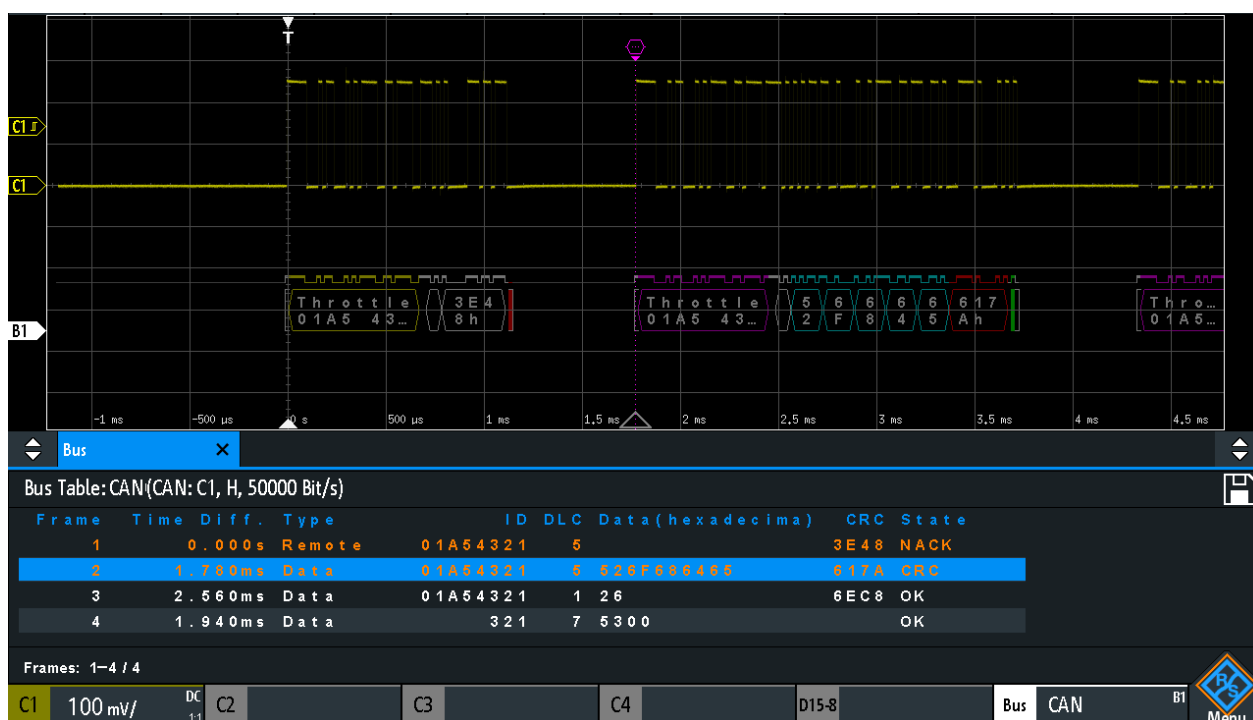 T
C1
C1
Throttle
01A5 43…
3E4
8h
Throttle
01A5 43…
5 6 6 6 6 617
2 F 8 4 5 Ah
Thro…
01A5…
B1
-1 ms -500 µs 0 s 500 µs 1 ms 1.5 ms 2 ms 2.5 ms 3 ms 3.5 ms 4 ms 4.5 ms
Bus ×
Bus Table: CAN (CAN: C1, H, 50000 Bit/s)
Frame Time Diff. Type ID DLC Data(hexadecima) CRC State
1 0.000s Remote 01A54321 5 3E48 NACK
2 1.780ms Data 01A54321 5 526F686465 617A CRC
3 2.560ms Data 01A54321 1 26 6EC8 OK
4 1.940ms Data 321 7 5300 OK
Frames: 1-4 / 4
C1 100 mV/ DC 1:1 C2 C3 C4 D15-8 Bus CAN B1
R&S
Menu